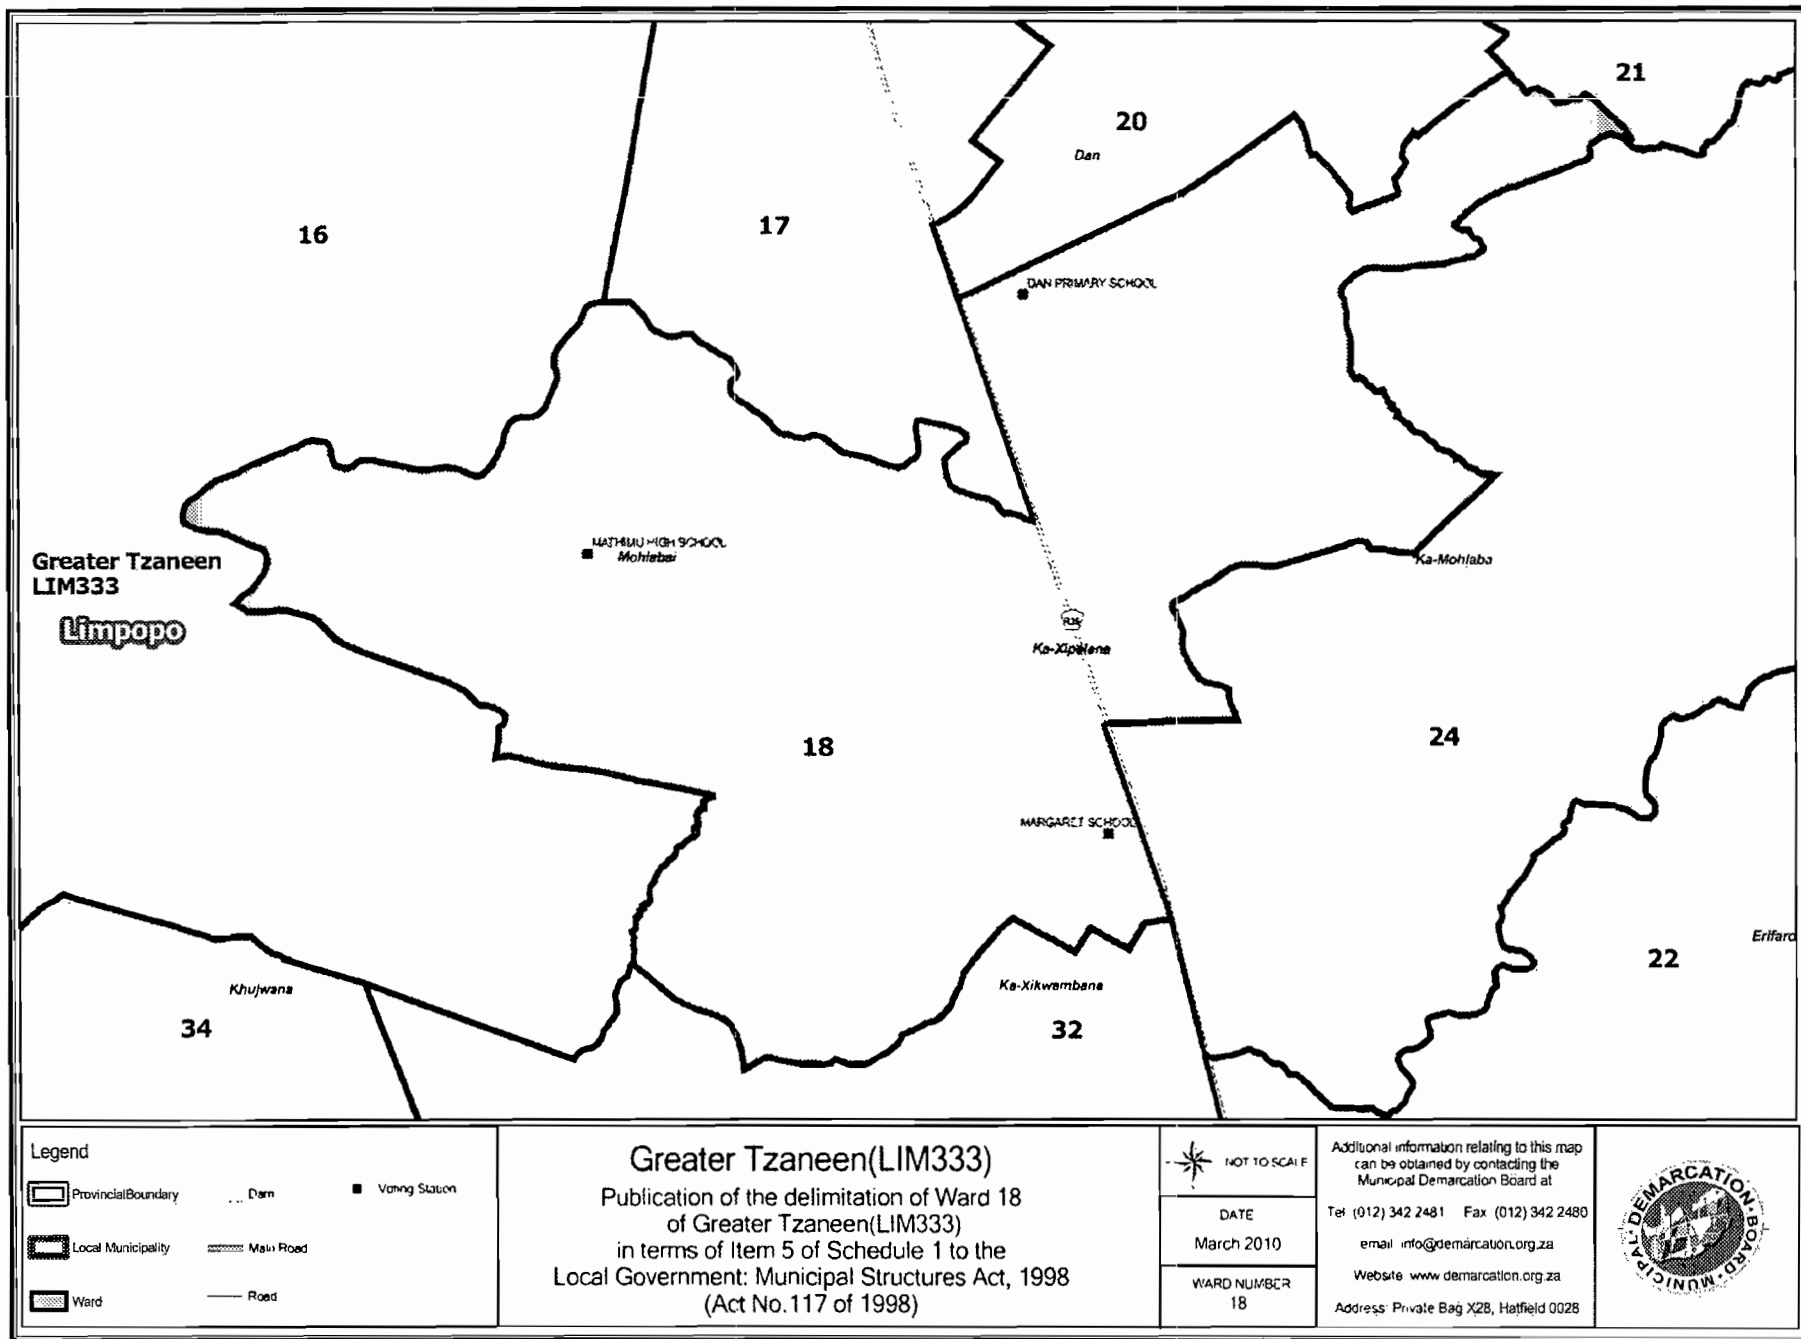 21
20
Dan
16
17
DAN PRIMARY SCHOOL
MATHIMU HIGH SCHOOL
Mohlabai
Greater Tzaneen
LIM333
Limpopo
Ka-Mohlaba
Ka-Xipalana
18
24
MARGARET SCHOOL
Erifard
22
Khujwana
Ka-Xikwambana
34
32
Legend
Provincial Boundary
Dam
Voting Station
Local Municipality
Main Road
Ward
Road
Greater Tzaneen(LIM333)
Publication of the delimitation of Ward 18
of Greater Tzaneen(LIM333)
in terms of Item 5 of Schedule 1 to the
Local Government: Municipal Structures Act, 1998
(Act No.117 of 1998)
NOT TO SCALE
DATE
March 2010
WARD NUMBER
18
Additional information relating to this map
can be obtained by contacting the
Municipal Demarcation Board at
Tel (012) 342 2481 Fax (012) 342 2480
email info@demarcation.org.za
Website www demarcation.org.za
Address: Private Bag X28, Hatfield 0028
MUNICIPAL DEMARCATION BOARD